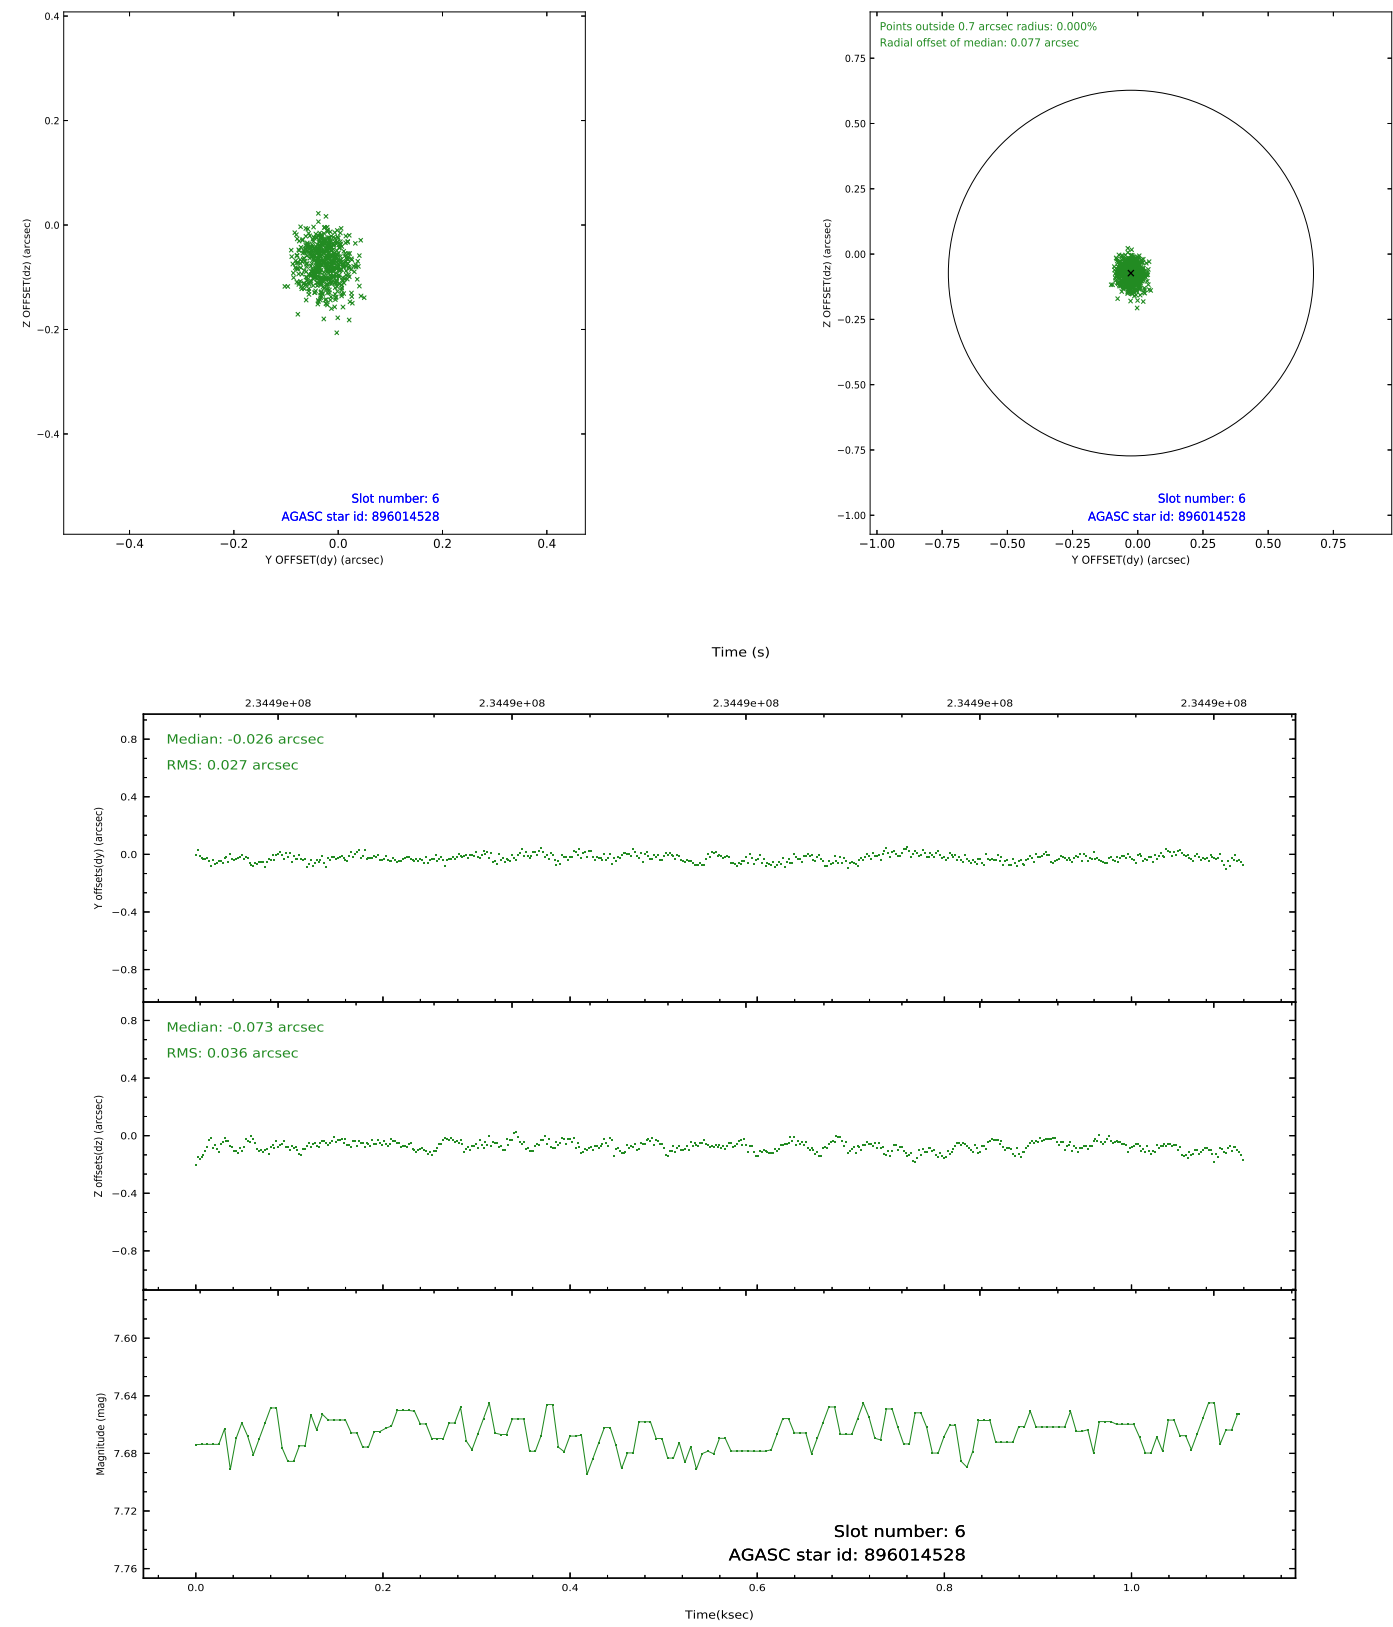 0.4
0.2
0.0
−0.2
−0.4
Z OFFSET(dz) (arcsec)
Slot number: 6
AGASC star id: 896014528
−0.4 −0.2 0.0 0.2 0.4
Y OFFSET(dy) (arcsec)
Points outside 0.7 arcsec radius: 0.000%
Radial offset of median: 0.077 arcsec
0.75
0.50
0.25
0.00
−0.25
−0.50
−0.75
−1.00
Z OFFSET(dz) (arcsec)
Slot number: 6
AGASC star id: 896014528
−1.00 −0.75 −0.50 −0.25 0.00 0.25 0.50 0.75
Y OFFSET(dy) (arcsec)
Time (s)
2.3449e+08 2.3449e+08 2.3449e+08 2.3449e+08 2.3449e+08
Median: -0.026 arcsec
RMS: 0.027 arcsec
0.8
0.4
0.0
−0.4
−0.8
Y offsets(dy) (arcsec)
Median: -0.073 arcsec
RMS: 0.036 arcsec
0.8
0.4
0.0
−0.4
−0.8
Z offsets(dz) (arcsec)
7.60
7.64
7.68
7.72
7.76
Magnitude (mag)
Slot number: 6
AGASC star id: 896014528
0.0 0.2 0.4 0.6 0.8 1.0
Time(ksec)